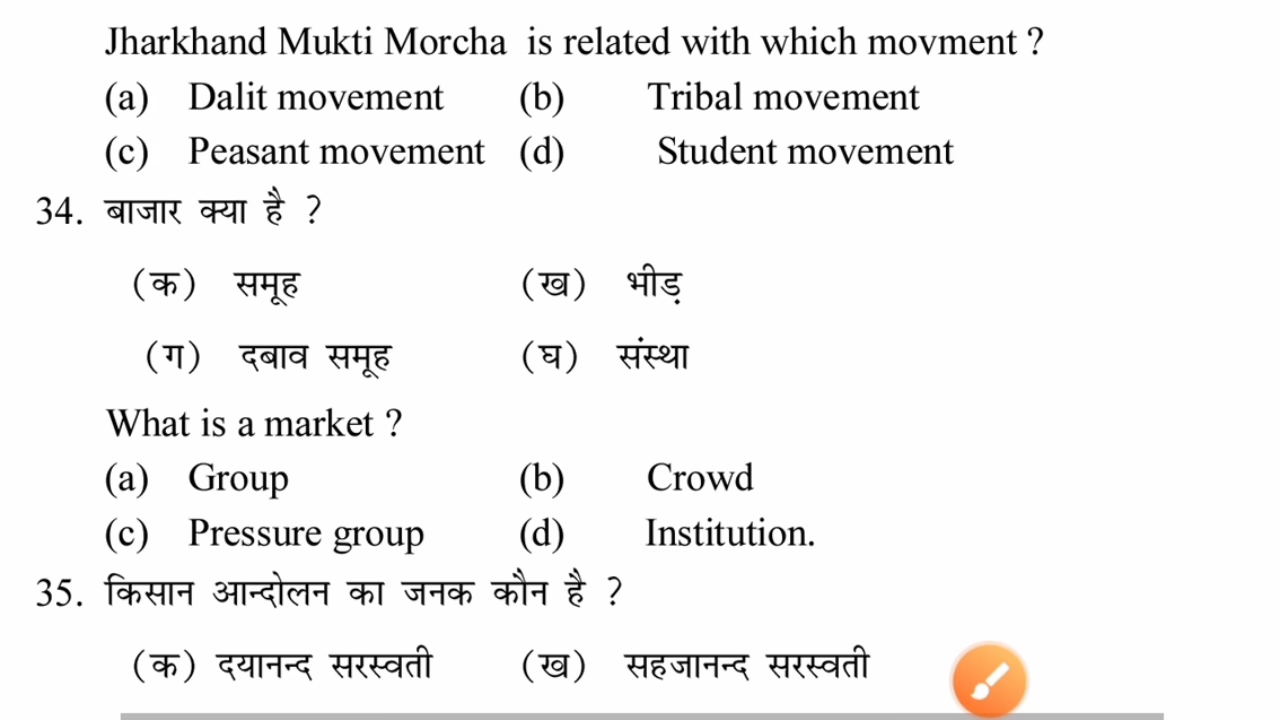 Jharkhand Mukti Morcha is related with which movment ?
(a) Dalit movement (b) Tribal movement
(c) Peasant movement (d) Student movement
34. बाजार क्या है ?
(क) समूह (ख) भीड़
(ग) दबाव समूह (घ) संस्था
What is a market ?
(a) Group (b) Crowd
(c) Pressure group (d) Institution.
35. किसान आन्दोलन का जनक कौन है ?
(क) दयानन्द सरस्वती (ख) सहजानन्द सरस्वती